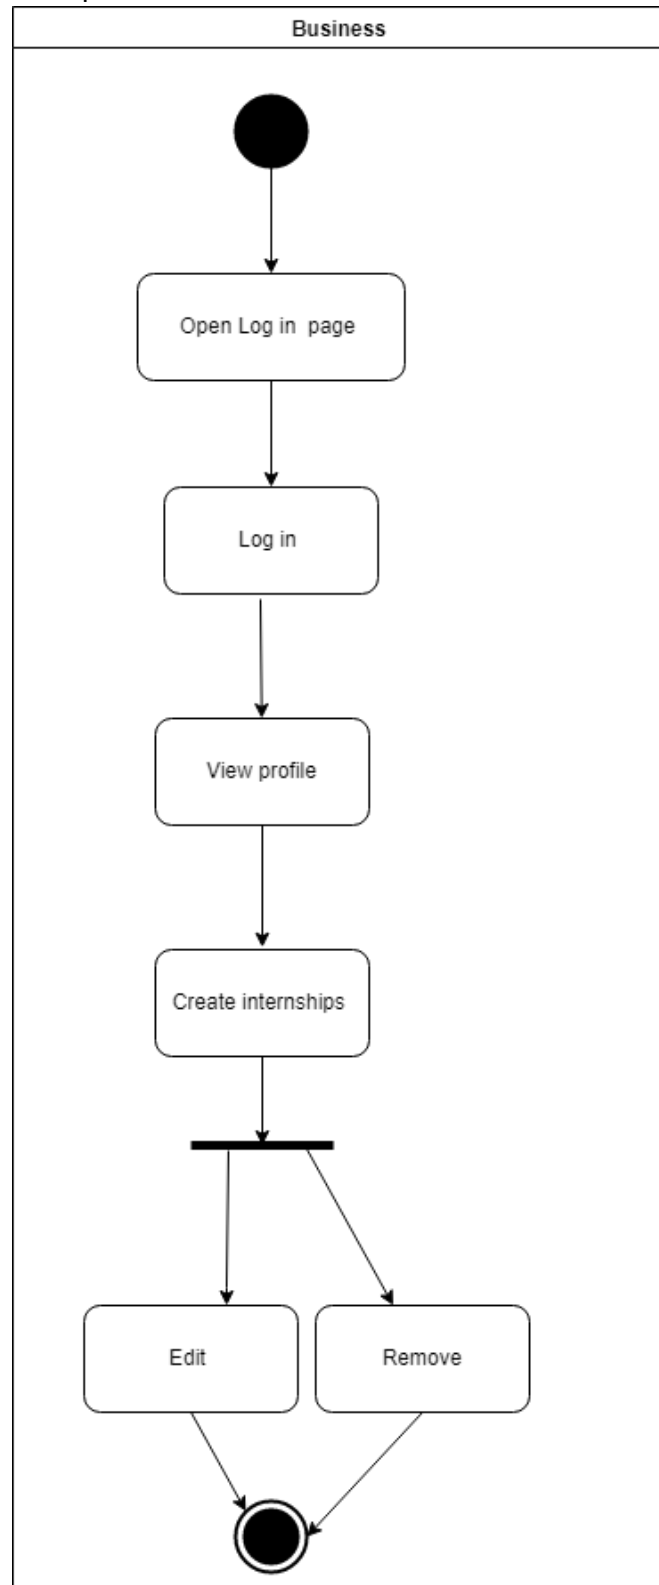 Business
Open Log in  page
Log in
View profile
Create internships
Edit
Remove